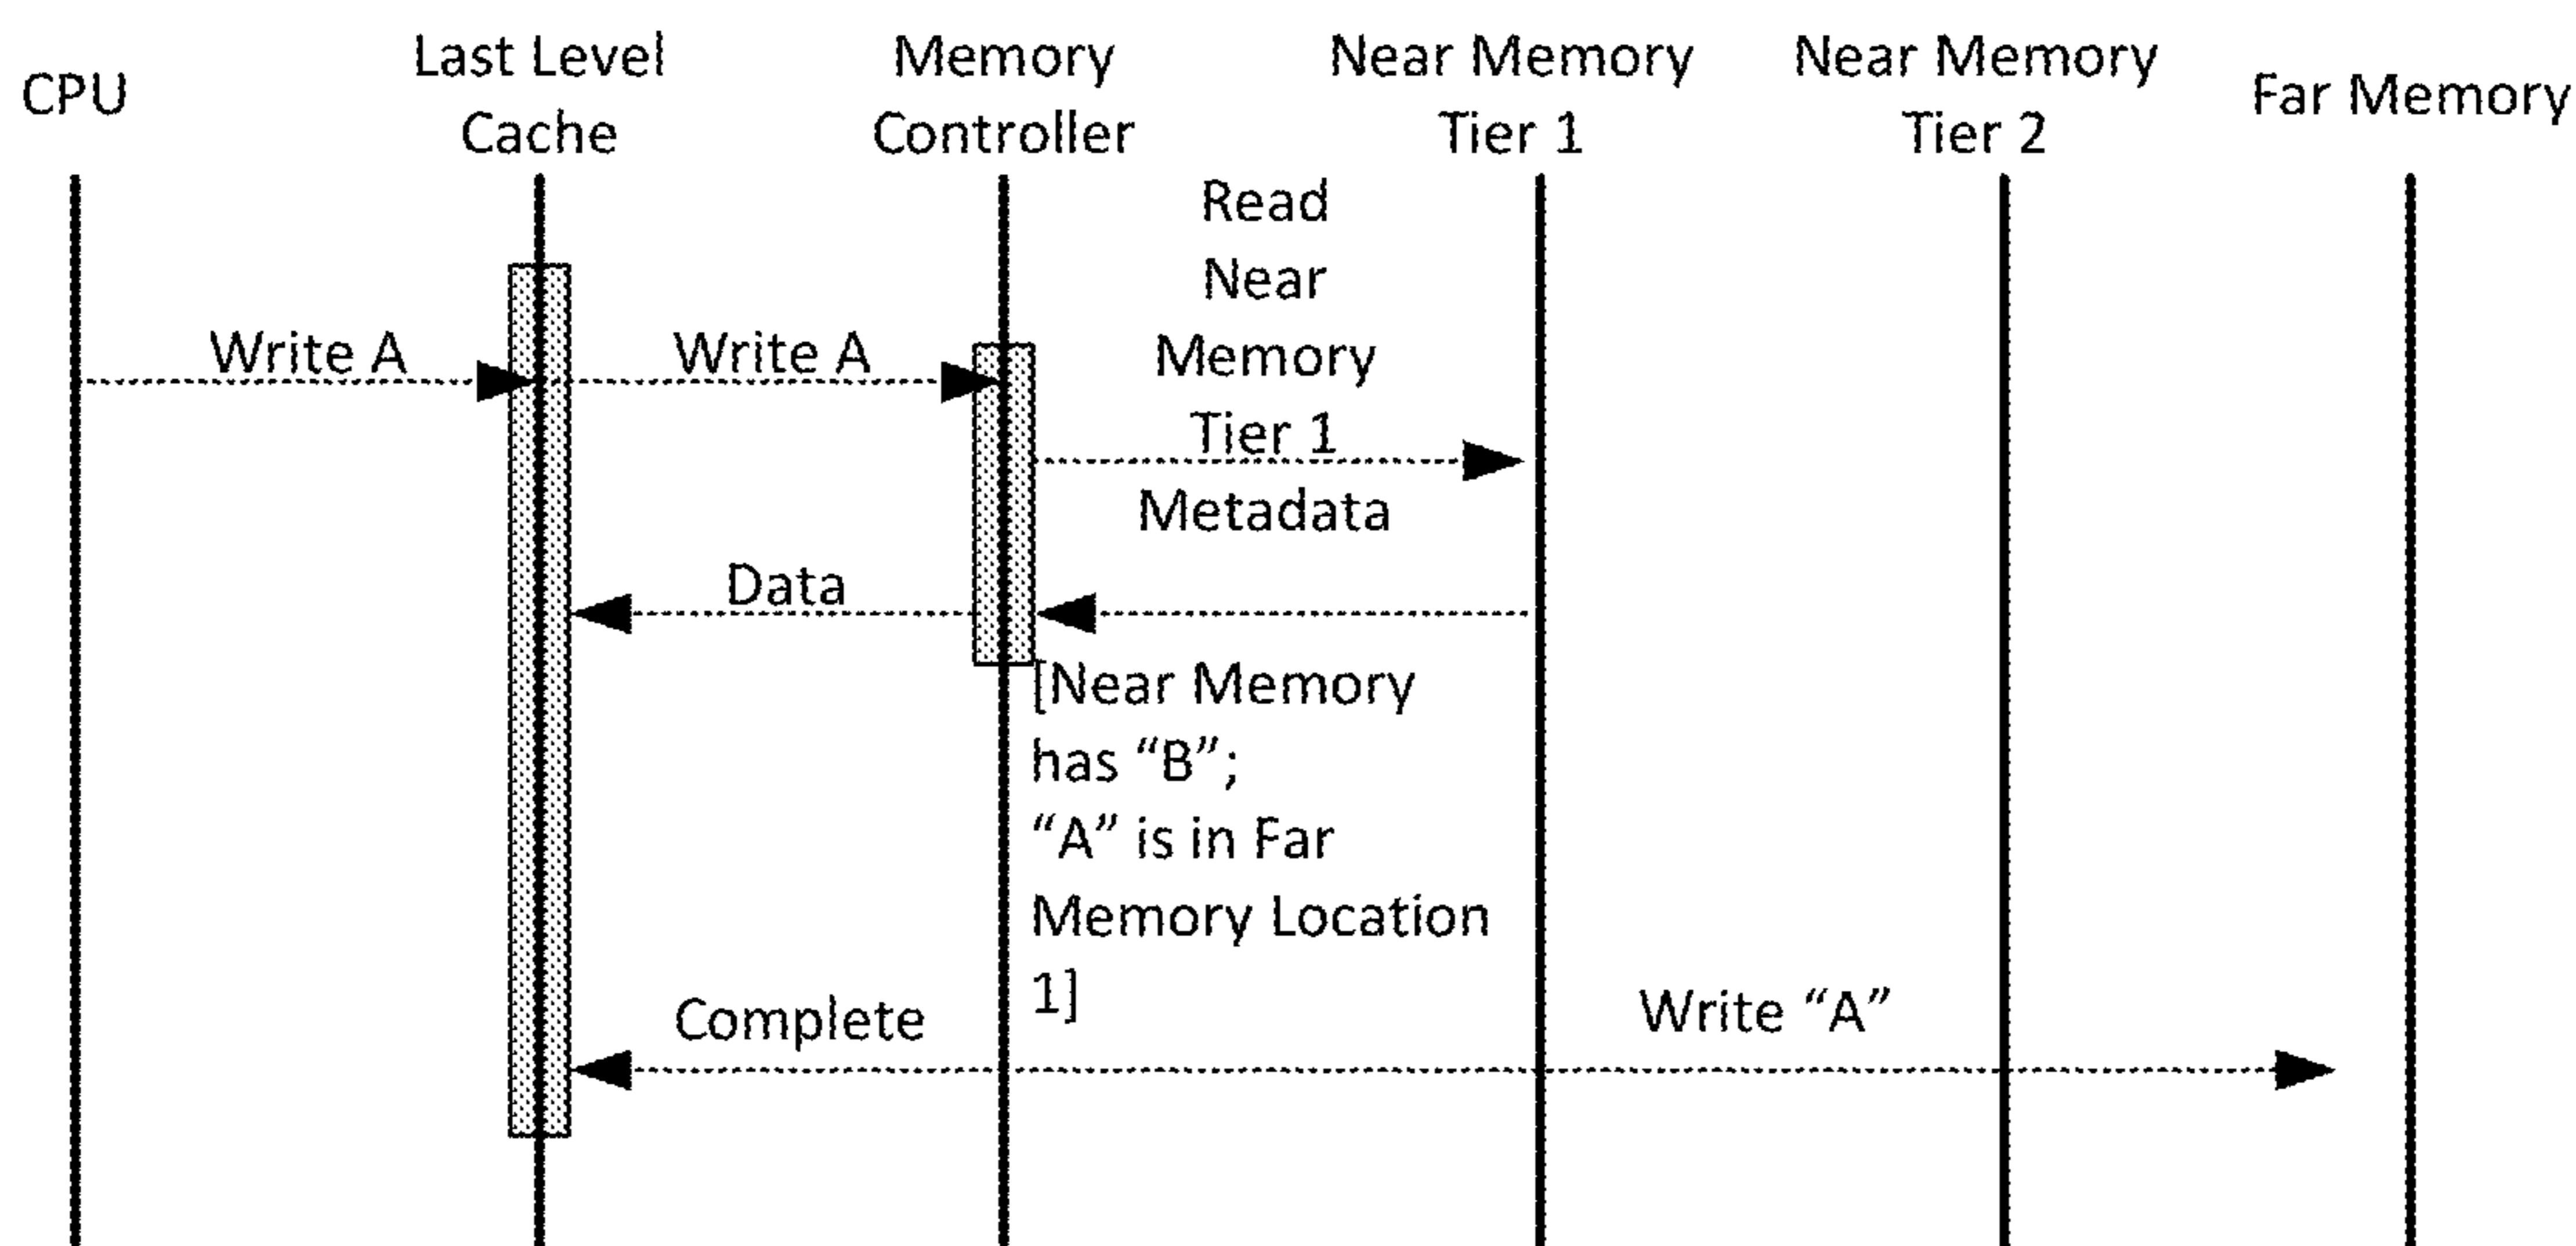 CPU
Last Level
Cache
Memory
Controller
Near Memory
Tier 1
Near Memory
Tier 2
Far Memory
Write A
Write A
Read
Near
Memory
Tier 1
Metadata
Data
[Near Memory
has “B”;
“A” is in Far
Memory Location
1]
Complete
Write “A”